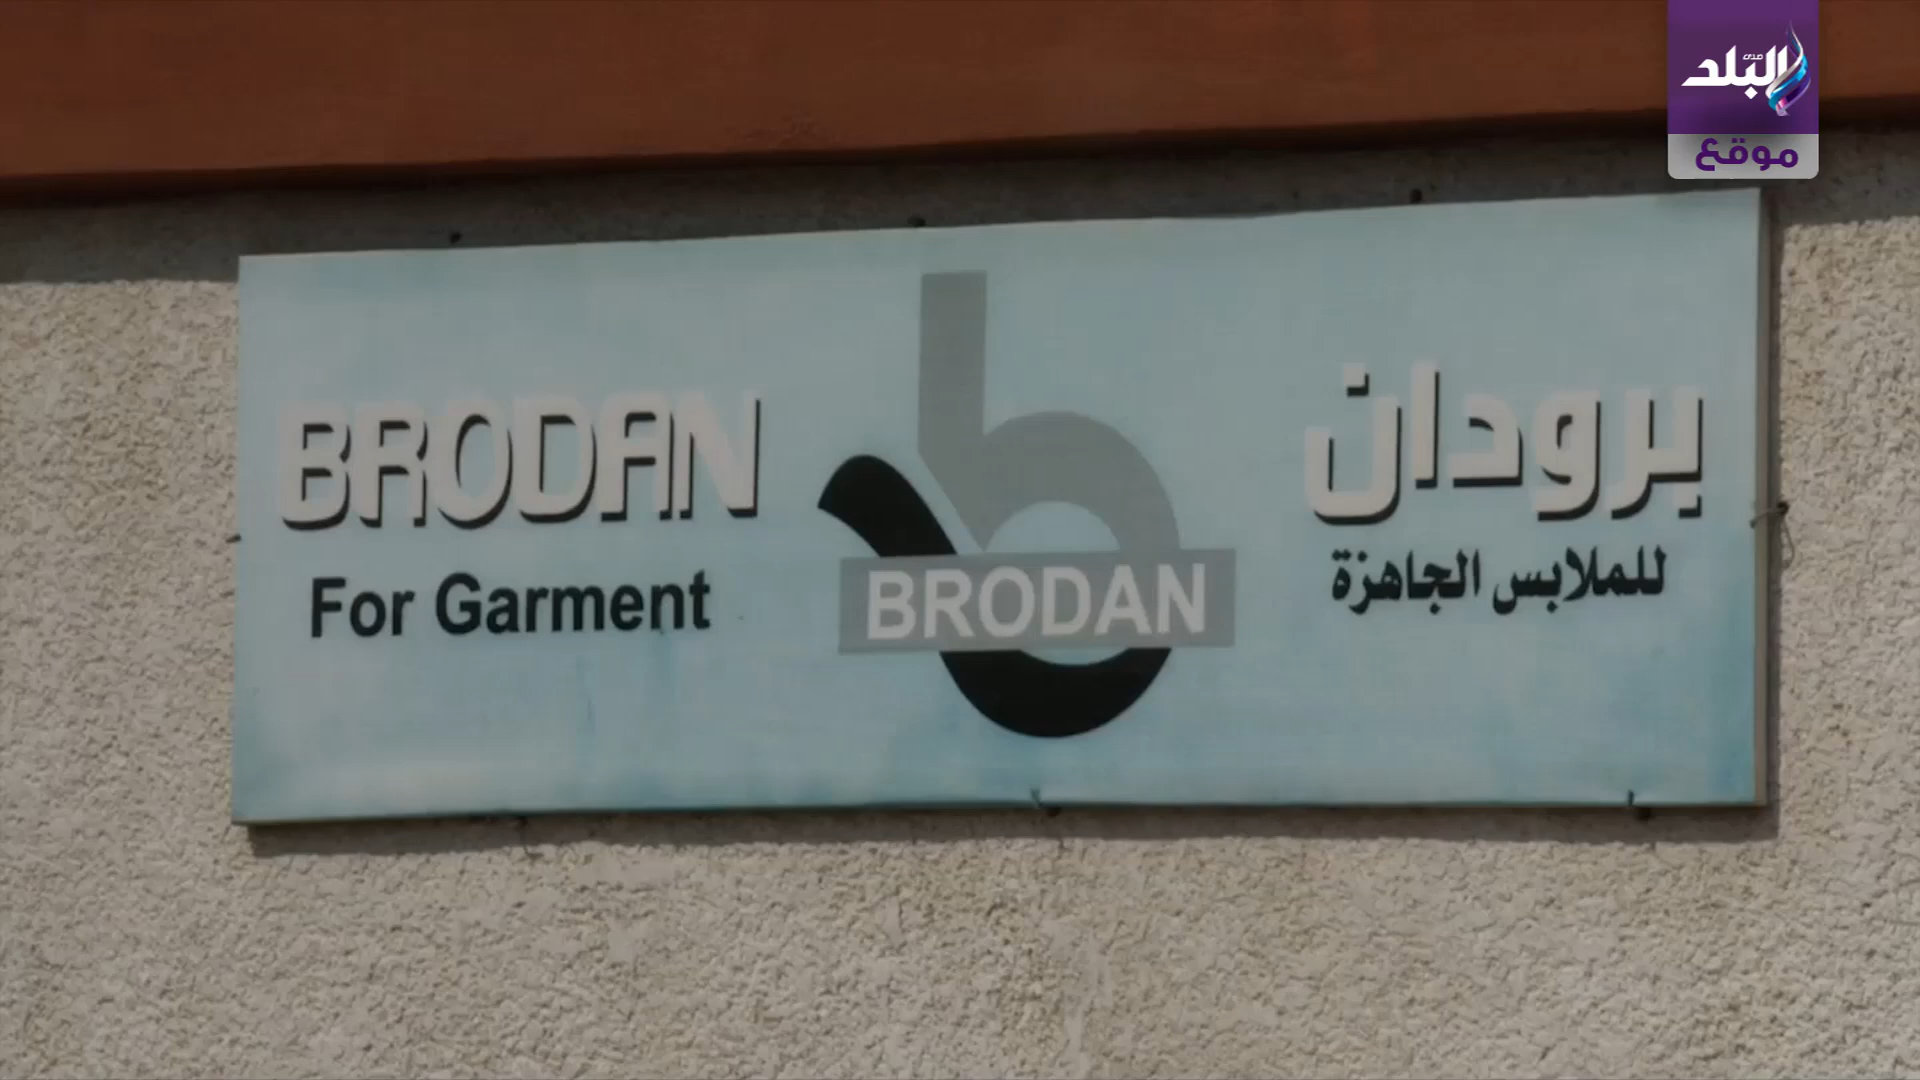 صدى
البلد
موقع
BRODAN
For Garment
BRODAN
برودان
للملابس الجاهزة